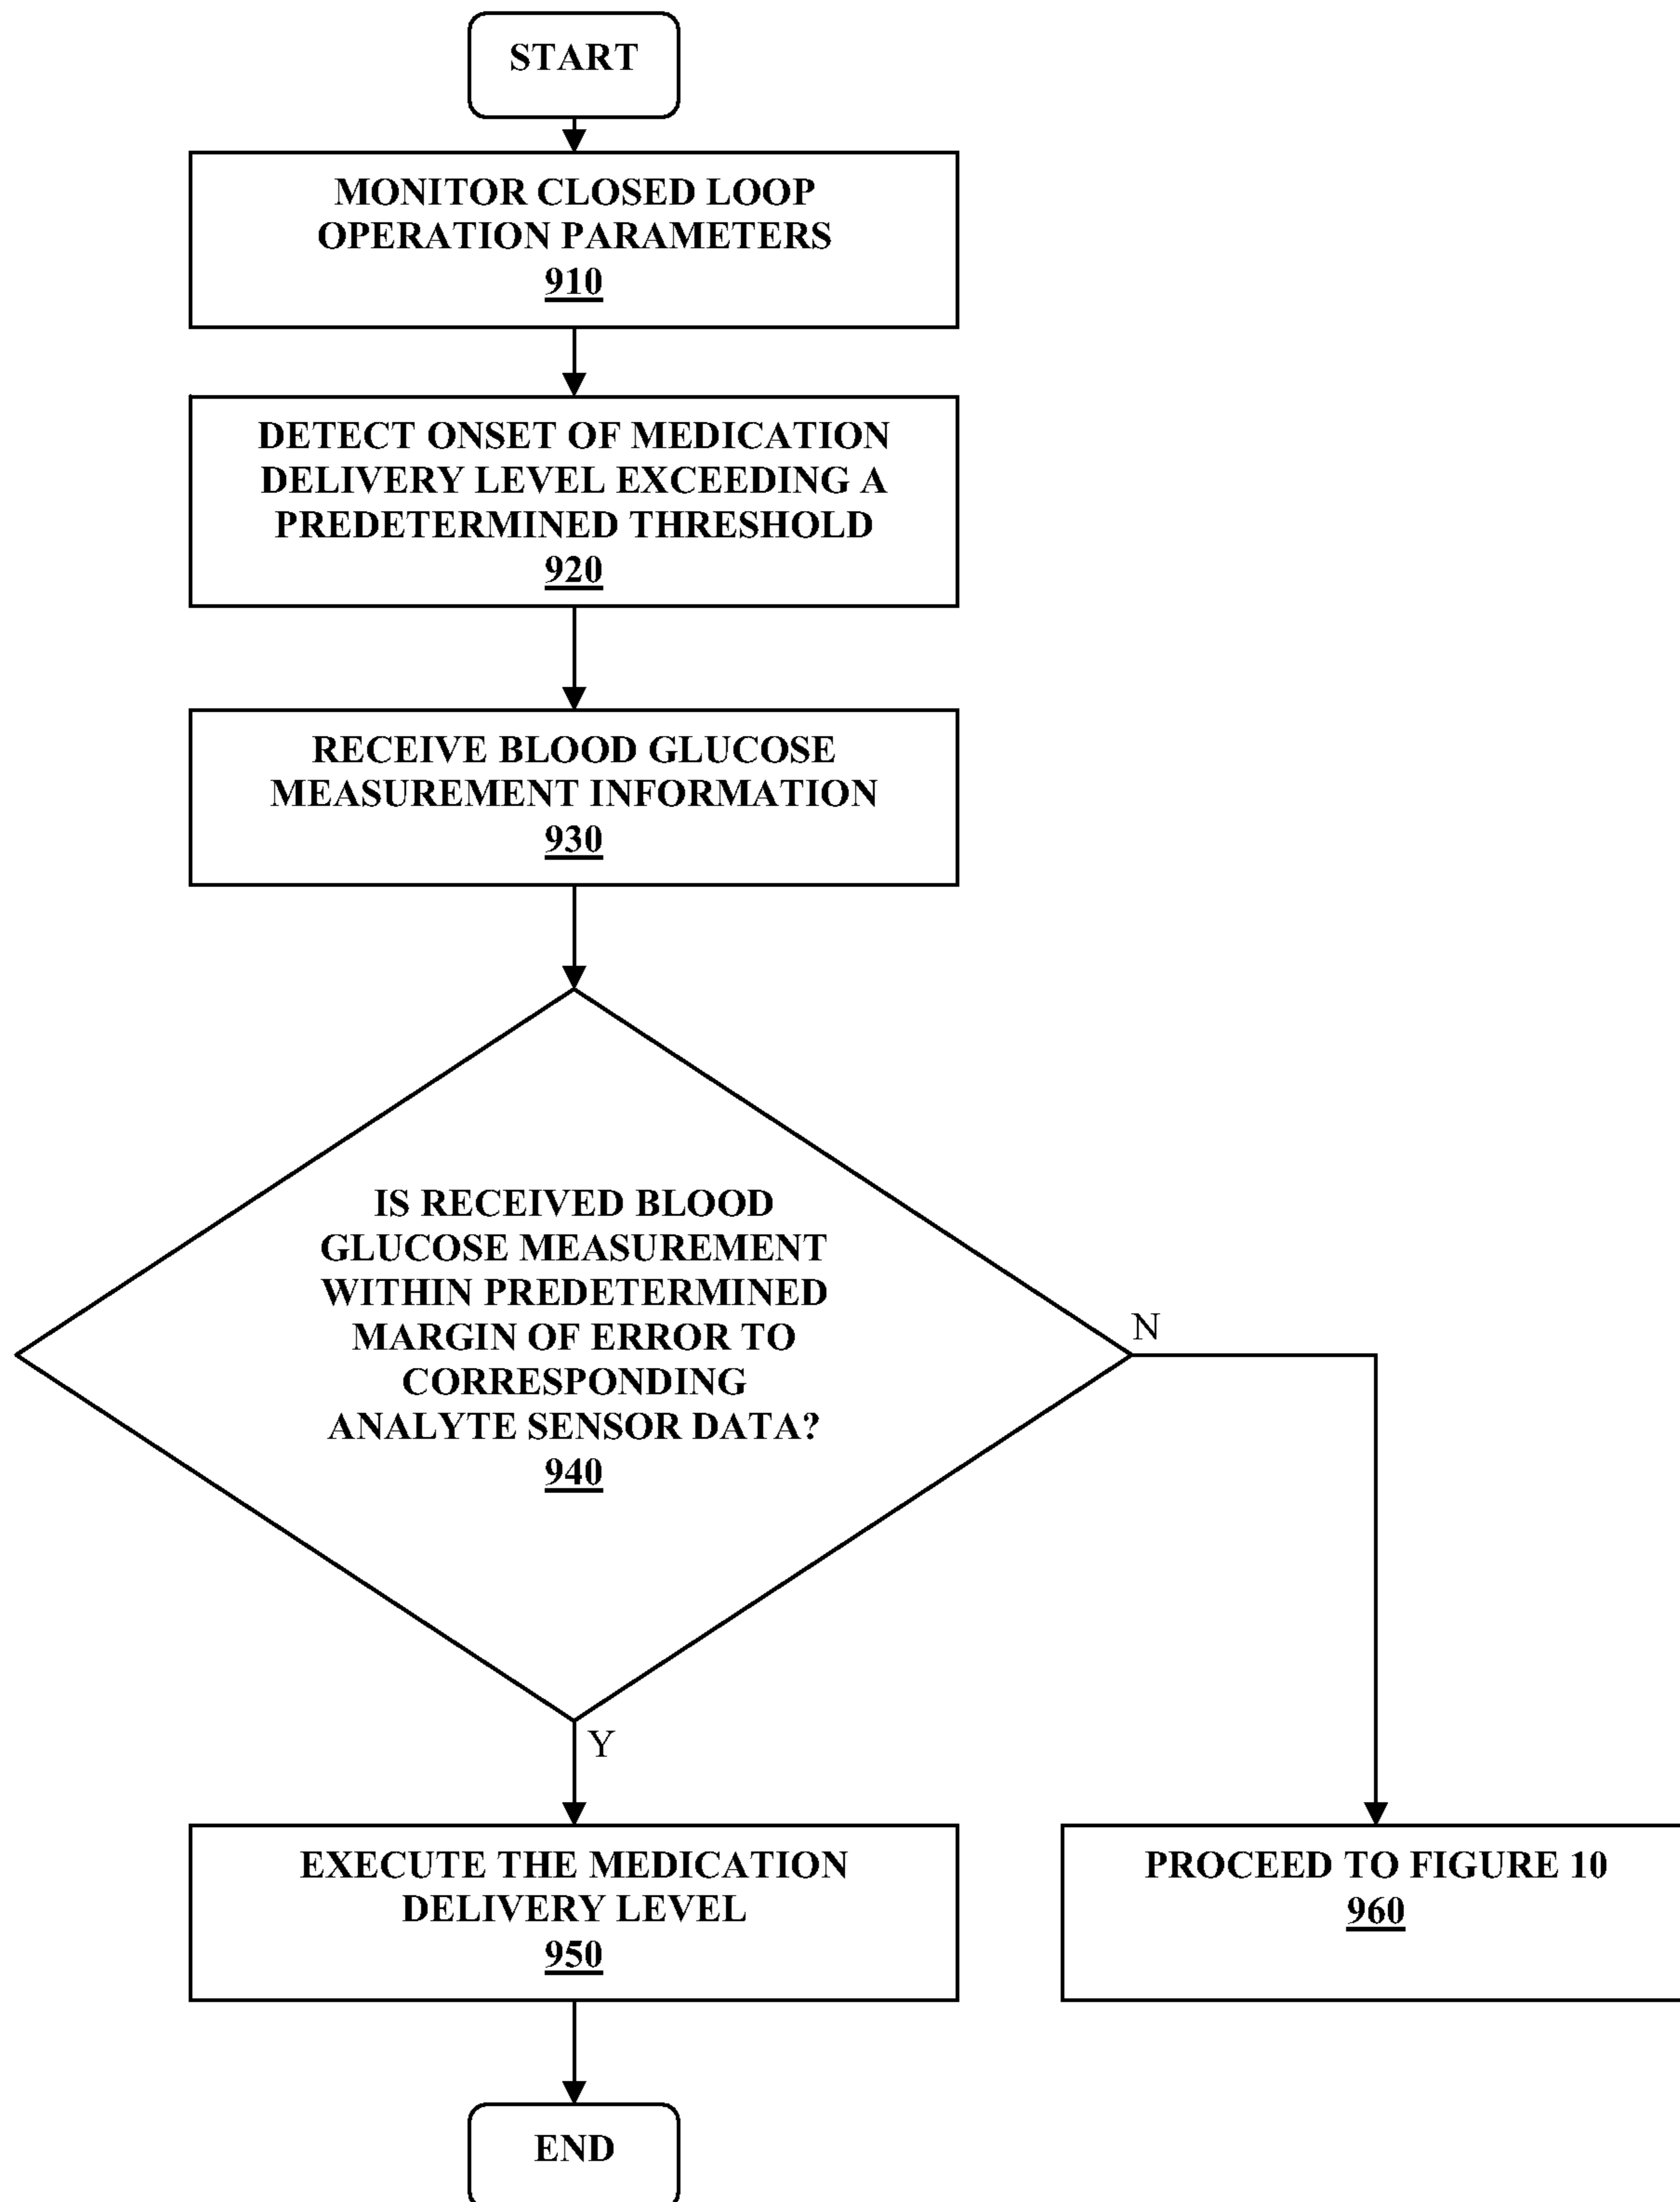 START
MONITOR CLOSED LOOP
OPERATION PARAMETERS
910
DETECT ONSET OF MEDICATION
DELIVERY LEVEL EXCEEDING A
PREDETERMINED THRESHOLD
920
RECEIVE BLOOD GLUCOSE
MEASUREMENT INFORMATION
930
IS RECEIVED BLOOD
GLUCOSE MEASUREMENT
WITHIN PREDETERMINED
MARGIN OF ERROR TO
CORRESPONDING
ANALYTE SENSOR DATA?
940
N
Y
EXECUTE THE MEDICATION
DELIVERY LEVEL
950
PROCEED TO FIGURE 10
960
END